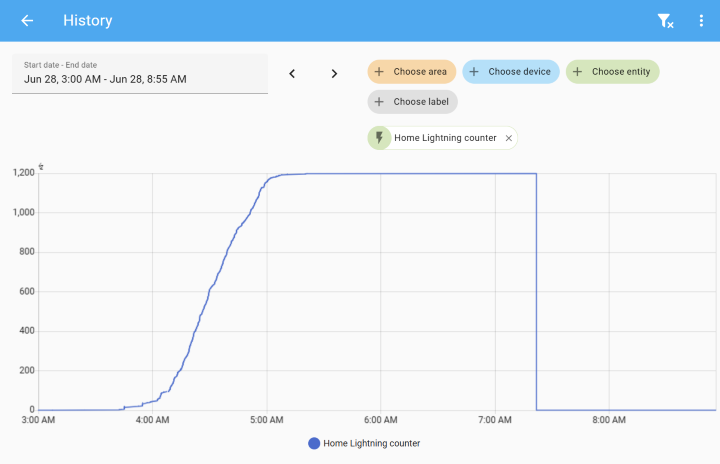 History
Start date - End date
Jun 28, 3:00 AM - Jun 28, 8:55 AM
Choose area
Choose device
Choose entity
Choose label
Home Lightning counter
1,200
1,000
800
600
400
200
0
3:00 AM
4:00 AM
5:00 AM
6:00 AM
7:00 AM
8:00 AM
Home Lightning counter